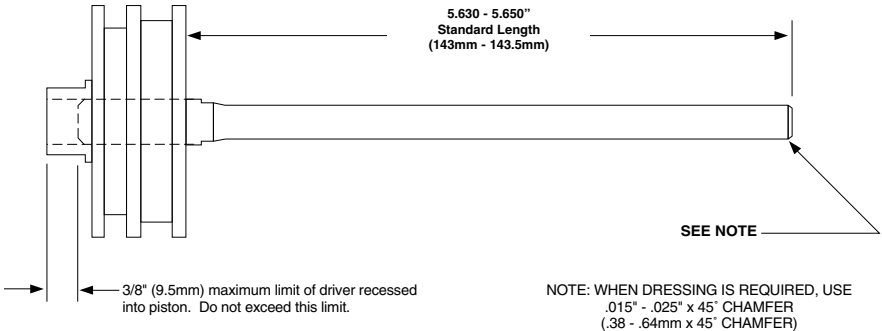 5.630 - 5.650”
Standard Length
(143mm - 143.5mm)
SEE NOTE
3/8" (9.5mm) maximum limit of driver recessed
into piston. Do not exceed this limit.
NOTE: WHEN DRESSING IS REQUIRED, USE
.015" - .025" x 45° CHAMFER
(.38 - .64mm x 45° CHAMFER)